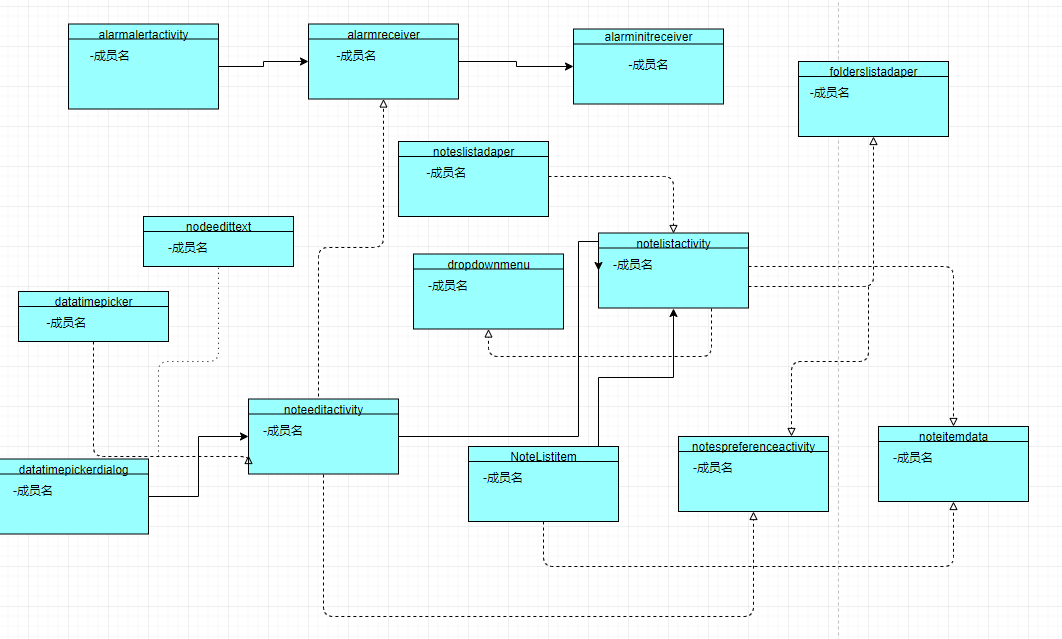 alarmalertactivity
-成员名
alarmreceiver
-成员名
alarminitreceiver
-成员名
folderslistadaper
-成员名
noteslistadaper
-成员名
nodeedittext
-成员名
notelistactivity
-成员名
dropdownmenu
-成员名
datatimepicker
-成员名
noteeditactivity
-成员名
datatimepickerdialog
-成员名
NoteListitem
-成员名
notespreferenceactivity
-成员名
noteitemdata
-成员名